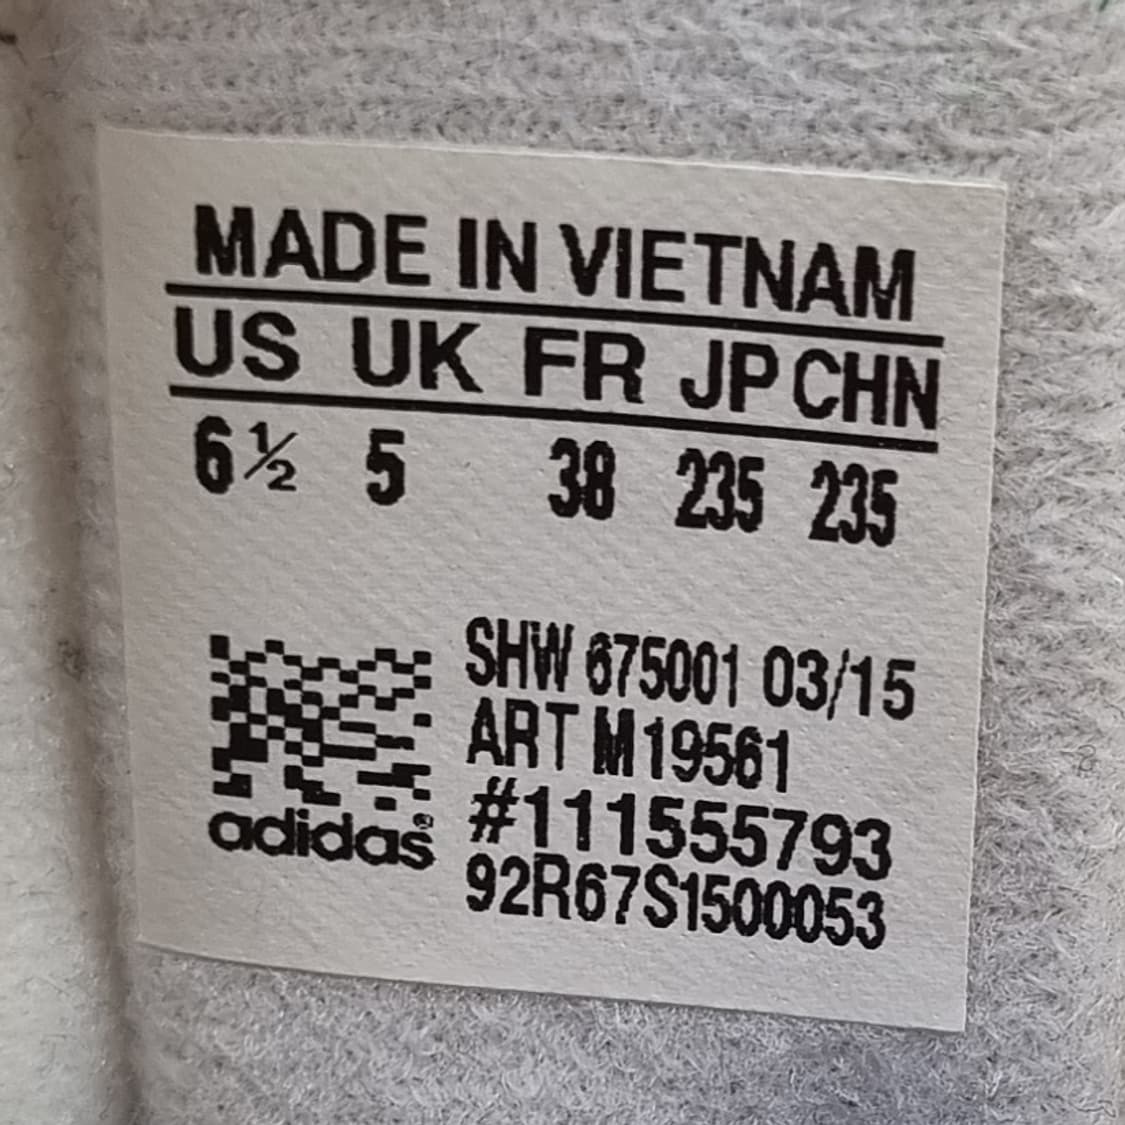 MADE IN VIETNAM
US UK FR JP CHN
6½ 5 38 235 235
SHW 675001 03/15
ART M19561
#111555793
92R67S1500053
adidas®